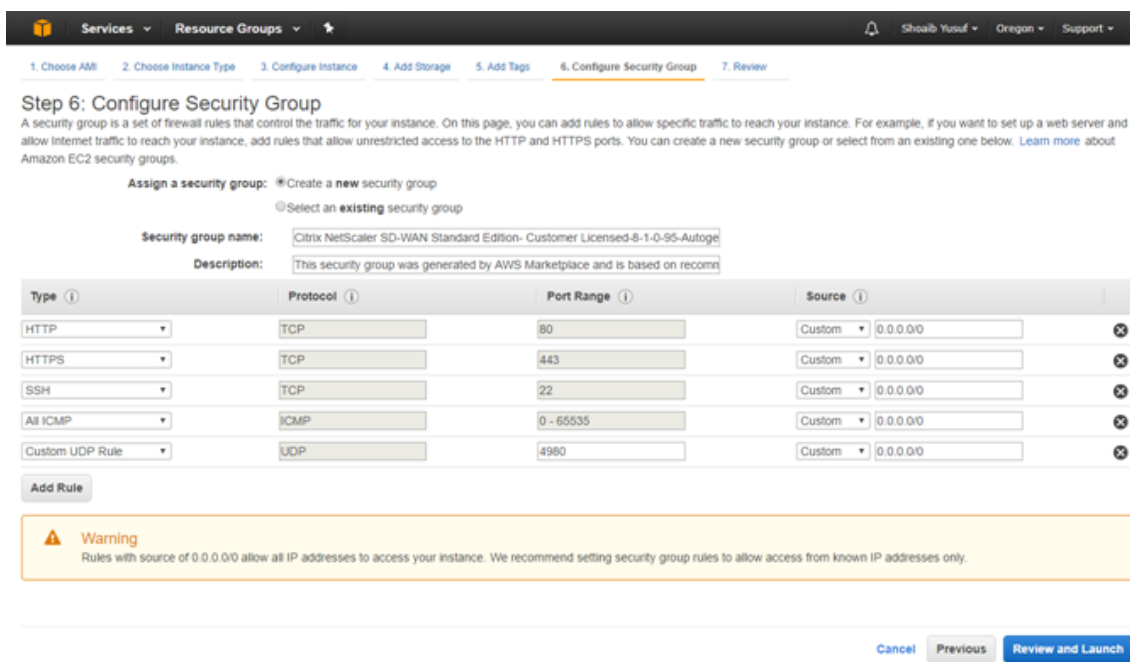 Services Resource Groups Shoaib Yusuf Oregon Support
1. Choose AMI 2. Choose Instance Type 3. Configure Instance 4. Add Storage 5. Add Tags 6. Configure Security Group 7. Review
Step 6: Configure Security Group
A security group is a set of firewall rules that control the traffic for your instance. On this page, you can add rules to allow specific traffic to reach your instance. For example, if you want to set up a web server and
allow Internet traffic to reach your instance, add rules that allow unrestricted access to the HTTP and HTTPS ports. You can create a new security group or select from an existing one below. Learn more about
Amazon EC2 security groups.
Assign a security group: Create a new security group
Select an existing security group
Security group name: Citrix NetScaler SD-WAN Standard Edition- Customer Licensed-8-1-0-95-Autoge
Description: This security group was generated by AWS Marketplace and is based on recomm
Type Protocol Port Range Source
HTTP TCP 80 Custom 0.0.0.0/0
HTTPS TCP 443 Custom 0.0.0.0/0
SSH TCP 22 Custom 0.0.0.0/0
All ICMP ICMP 0 - 65535 Custom 0.0.0.0/0
Custom UDP Rule UDP 4980 Custom 0.0.0.0/0
Add Rule
Warning
Rules with source of 0.0.0.0/0 allow all IP addresses to access your instance. We recommend setting security group rules to allow access from known IP addresses only.
Cancel Previous Review and Launch